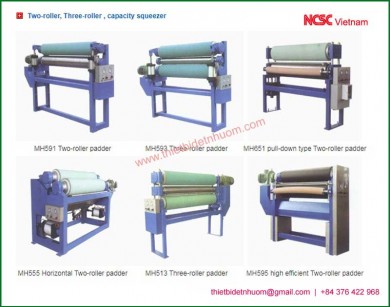 Two-roller, Three-roller , capacity squeezer
NCSC Vietnam
MH591 Two-roller padder
MH593 Three-roller padder
MH651 pull-down type Two-roller padder
www.thietbidetnhuom.com
MH555 Horizontal Two-roller padder
MH513 Three-roller padder
MH595 high efficient Two-roller padder
thietbidetnhuom@gmail.com | +84 376 422 968